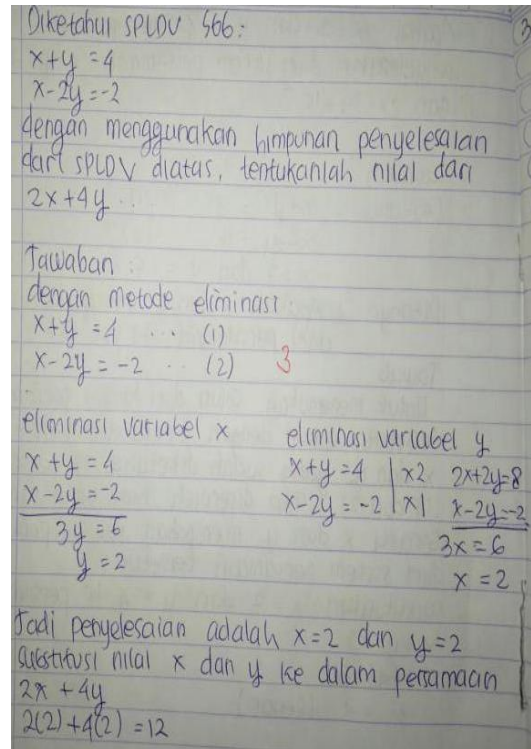 Diketahui SPLDV sbb:
x+y = 4
x-2y = -2
dengan menggunakan himpunan penyelesaian
dari SPLDV diatas, tentukanlah nilai dari
2x+4y ..
Jawaban :
dengan metode eliminasi
x+y = 4 .. (1)
x-2y = -2 .. (2) 3
eliminasi variabel x
x+y = 4
x-2y = -2
3y = 6
y = 2
eliminasi variabel y
x+y = 4 | x2 2x+2y = 8
x-2y = -2 | x1 x-2y = -2
3x = 6
x = 2
Jadi penyelesaian adalah x=2 dan y=2
substitusi nilai x dan y ke dalam persamaan
2x + 4y
2(2)+4(2) = 12